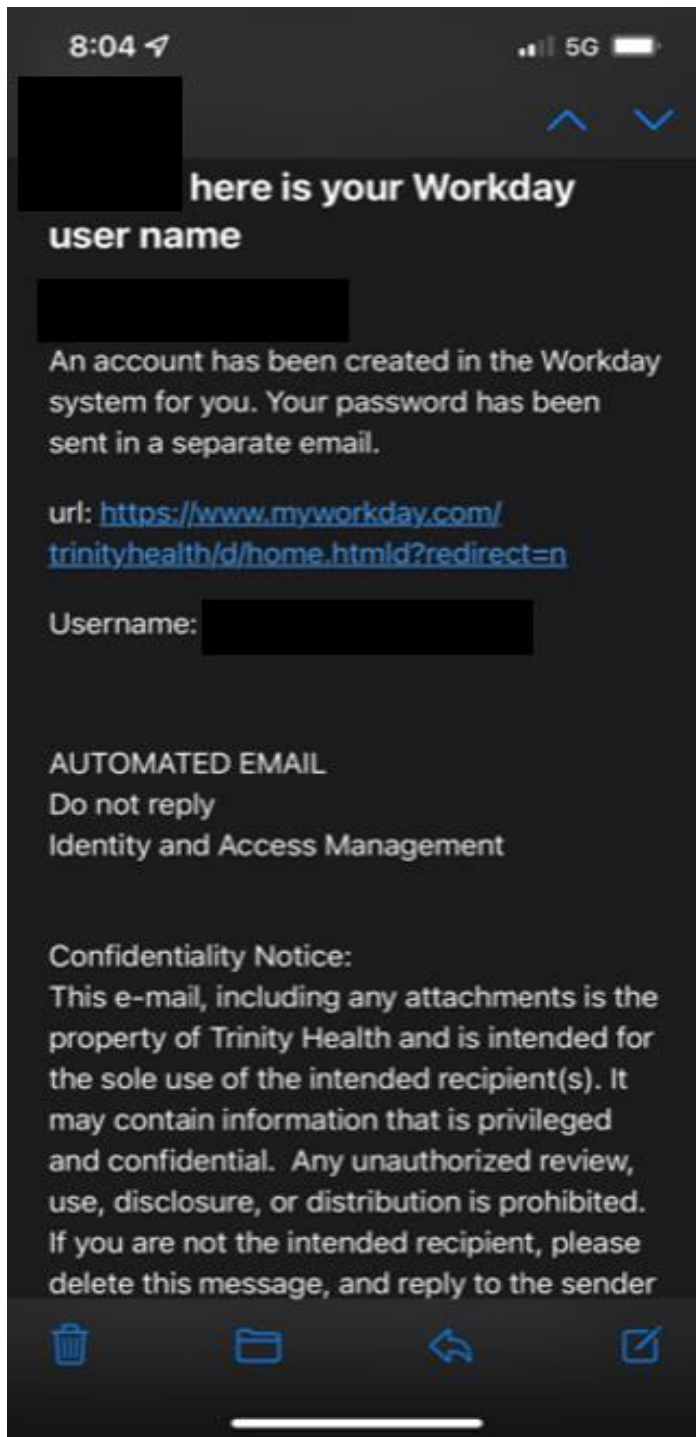 8:04
5G
here is your Workday
user name
An account has been created in the Workday
system for you. Your password has been
sent in a separate email.
url: https://www.myworkday.com/
trinityhealth/d/home.htmld?redirect=n
Username:
AUTOMATED EMAIL
Do not reply
Identity and Access Management
Confidentiality Notice:
This e-mail, including any attachments is the
property of Trinity Health and is intended for
the sole use of the intended recipient(s). It
may contain information that is privileged
and confidential.  Any unauthorized review,
use, disclosure, or distribution is prohibited.
If you are not the intended recipient, please
delete this message, and reply to the sender